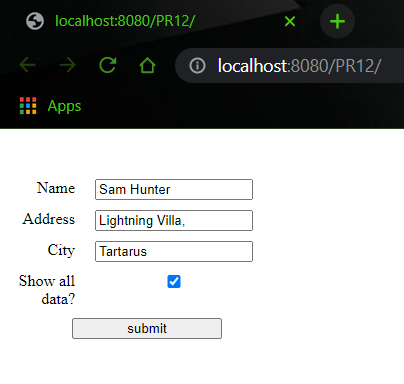 localhost:8080/PR12/
localhost:8080/PR12/
Apps
Name Sam Hunter
Address Lightning Villa,
City Tartarus
Show all
data?
submit